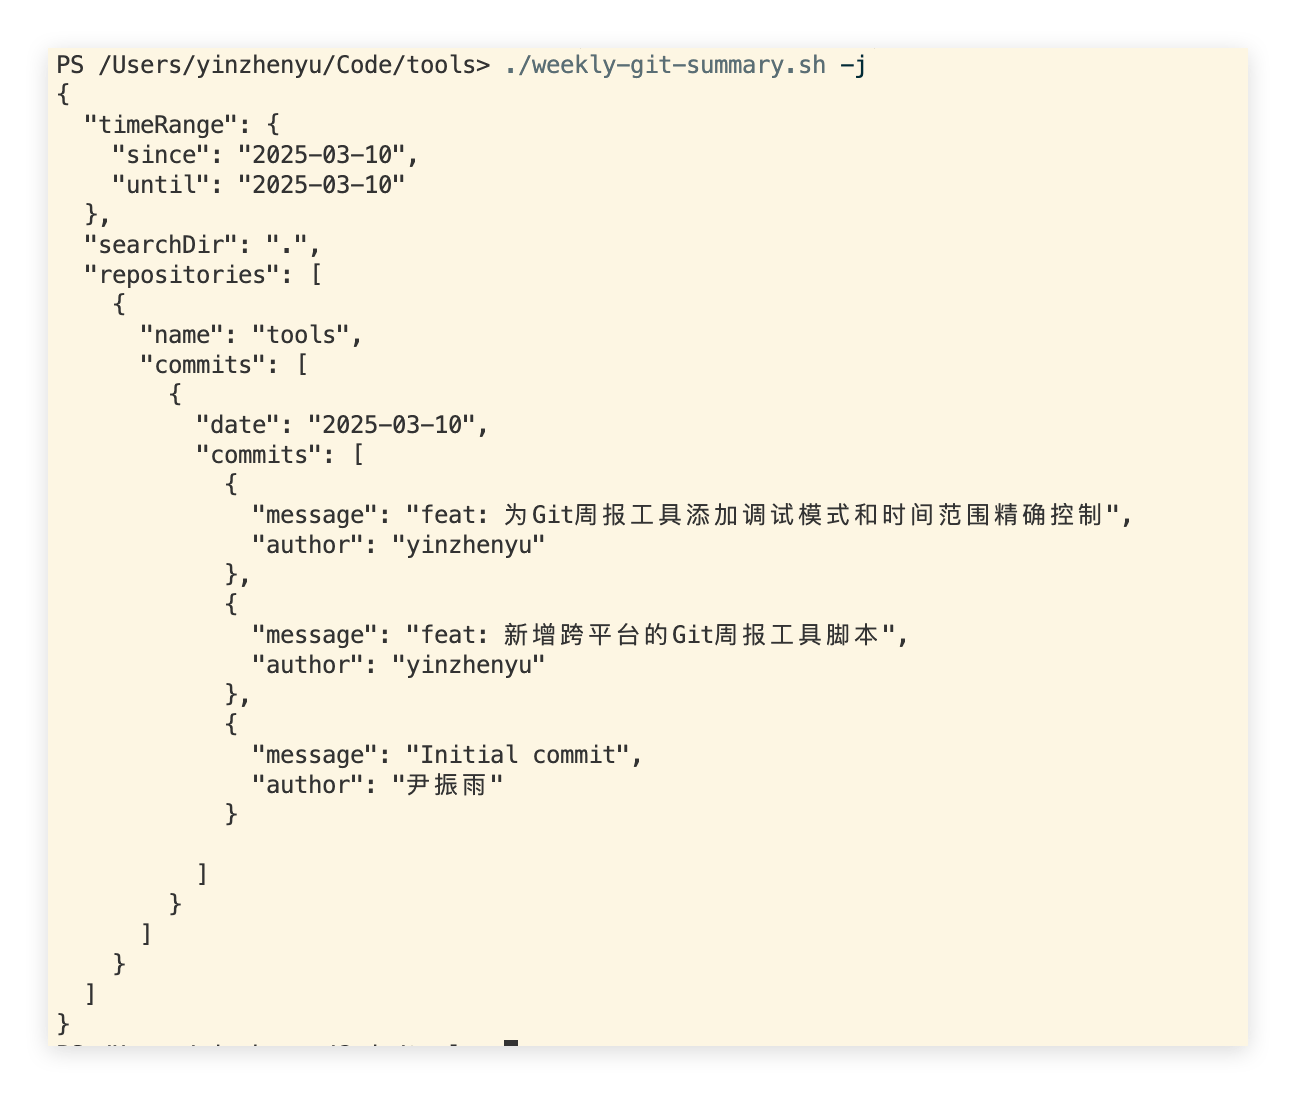 PS /Users/yinzhenyu/Code/tools> ./weekly-git-summary.sh -j
{
  "timeRange": {
    "since": "2025-03-10",
    "until": "2025-03-10"
  },
  "searchDir": ".",
  "repositories": [
    {
      "name": "tools",
      "commits": [
        {
          "date": "2025-03-10",
          "commits": [
            {
              "message": "feat: 为Git周报工具添加调试模式和时间范围精确控制",
              "author": "yinzhenyu"
            },
            {
              "message": "feat: 新增跨平台的Git周报工具脚本",
              "author": "yinzhenyu"
            },
            {
              "message": "Initial commit",
              "author": "尹振雨"
            }
          ]
        }
      ]
    }
  ]
}